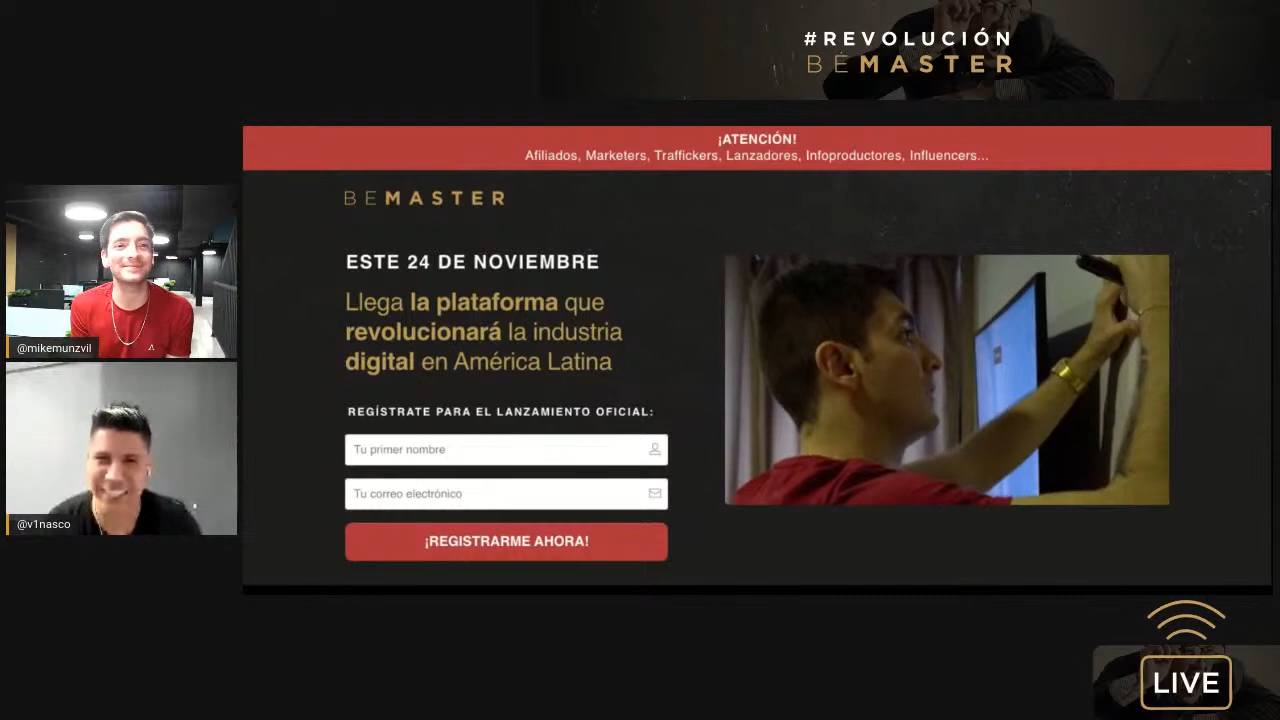 #REVOLUCIÓN
BEMASTER
¡ATENCIÓN!
Afiliados, Marketers, Traffickers, Lanzadores, Infoproductores, Influencers...
BEMASTER
ESTE 24 DE NOVIEMBRE
Llega la plataforma que
revolucionará la industria
digital en América Latina
REGÍSTRATE PARA EL LANZAMIENTO OFICIAL:
Tu primer nombre
Tu correo electrónico
¡REGISTRARME AHORA!
@mikemunzvil
@v1nasco
LIVE